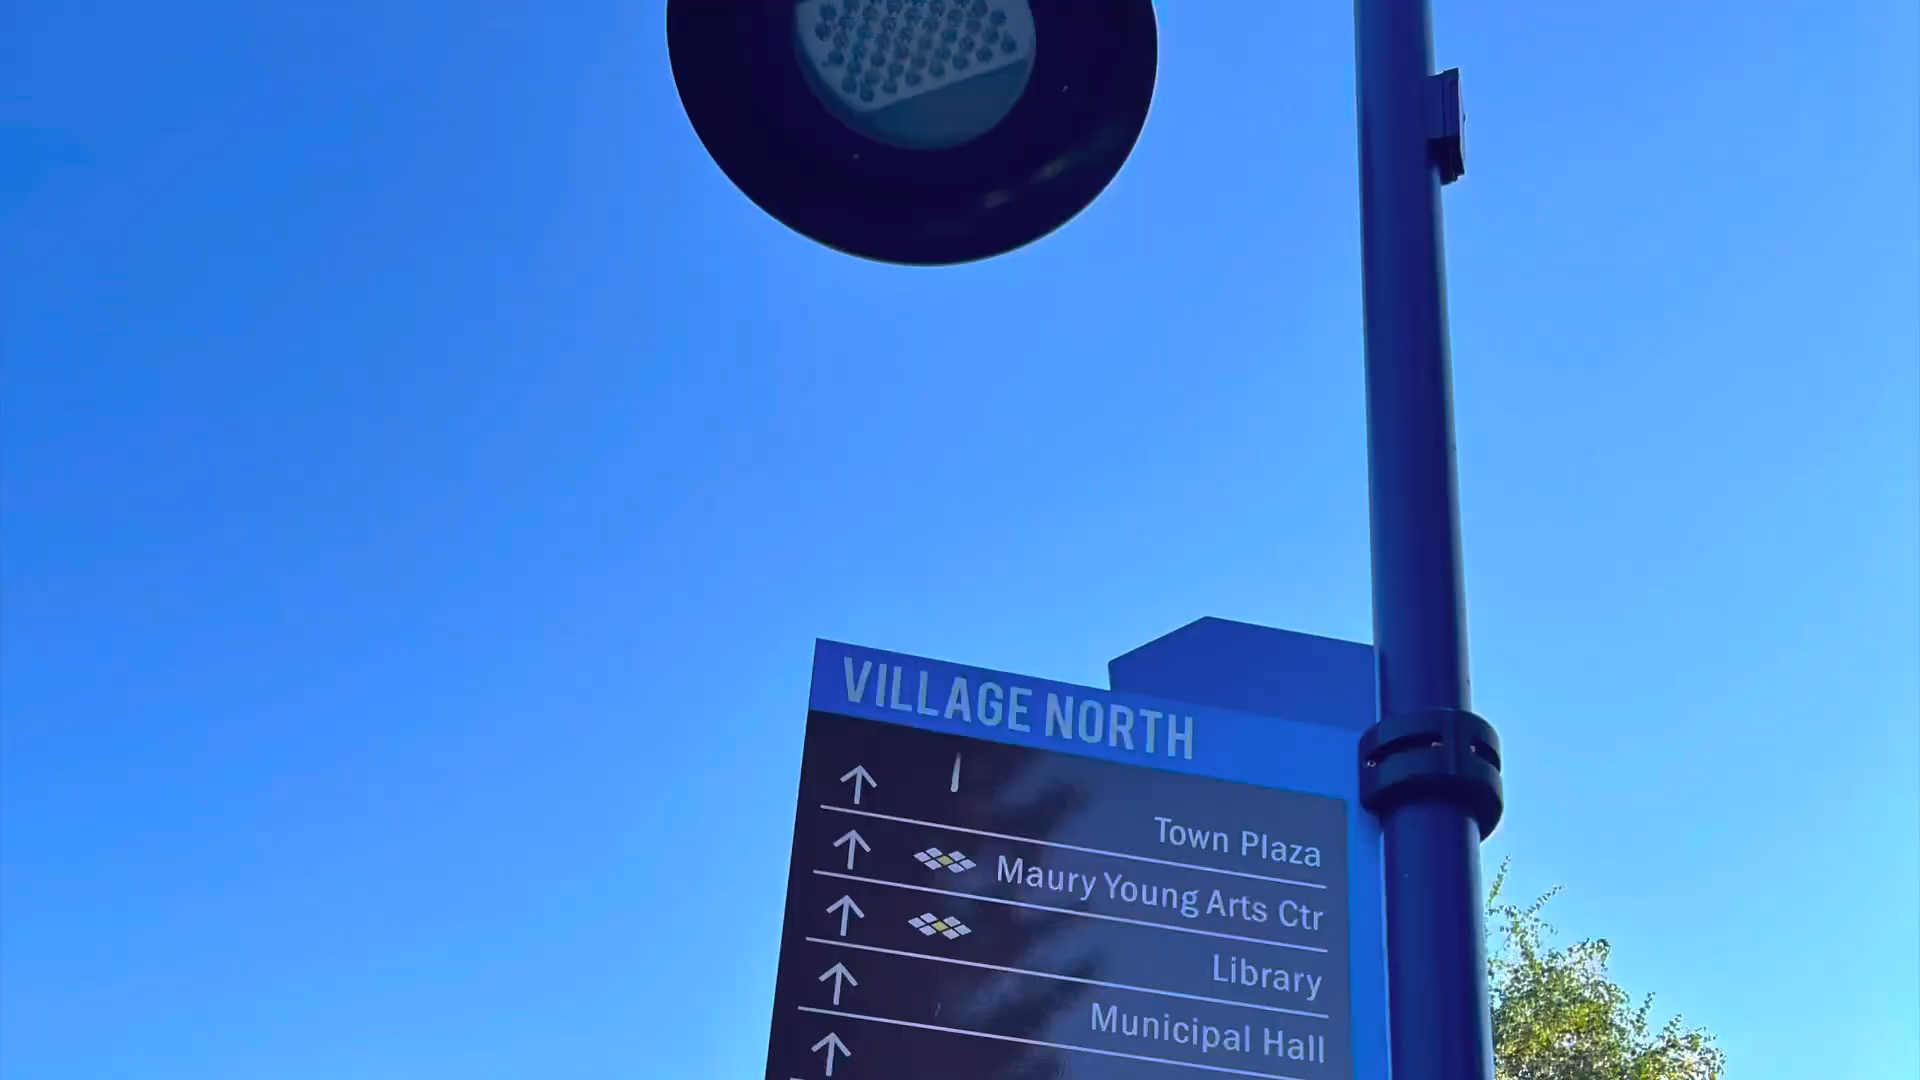 VILLAGE NORTH
Town Plaza
Maury Young Arts Ctr
Library
Municipal Hall